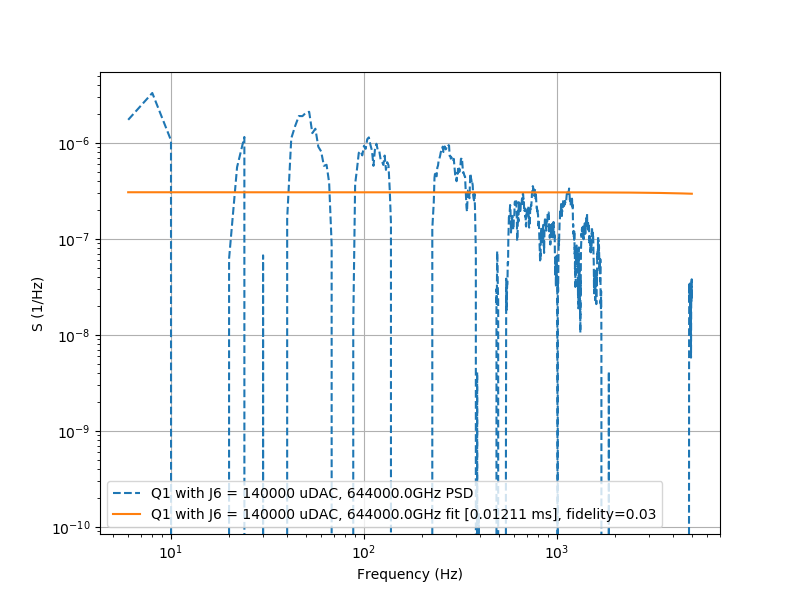 S (1/Hz)
10⁻⁶
10⁻⁷
10⁻⁸
10⁻⁹
10⁻¹⁰
Q1 with J6 = 140000 uDAC, 644000.0GHz PSD
Q1 with J6 = 140000 uDAC, 644000.0GHz fit [0.01211 ms], fidelity=0.03
10¹ 10² 10³
Frequency (Hz)